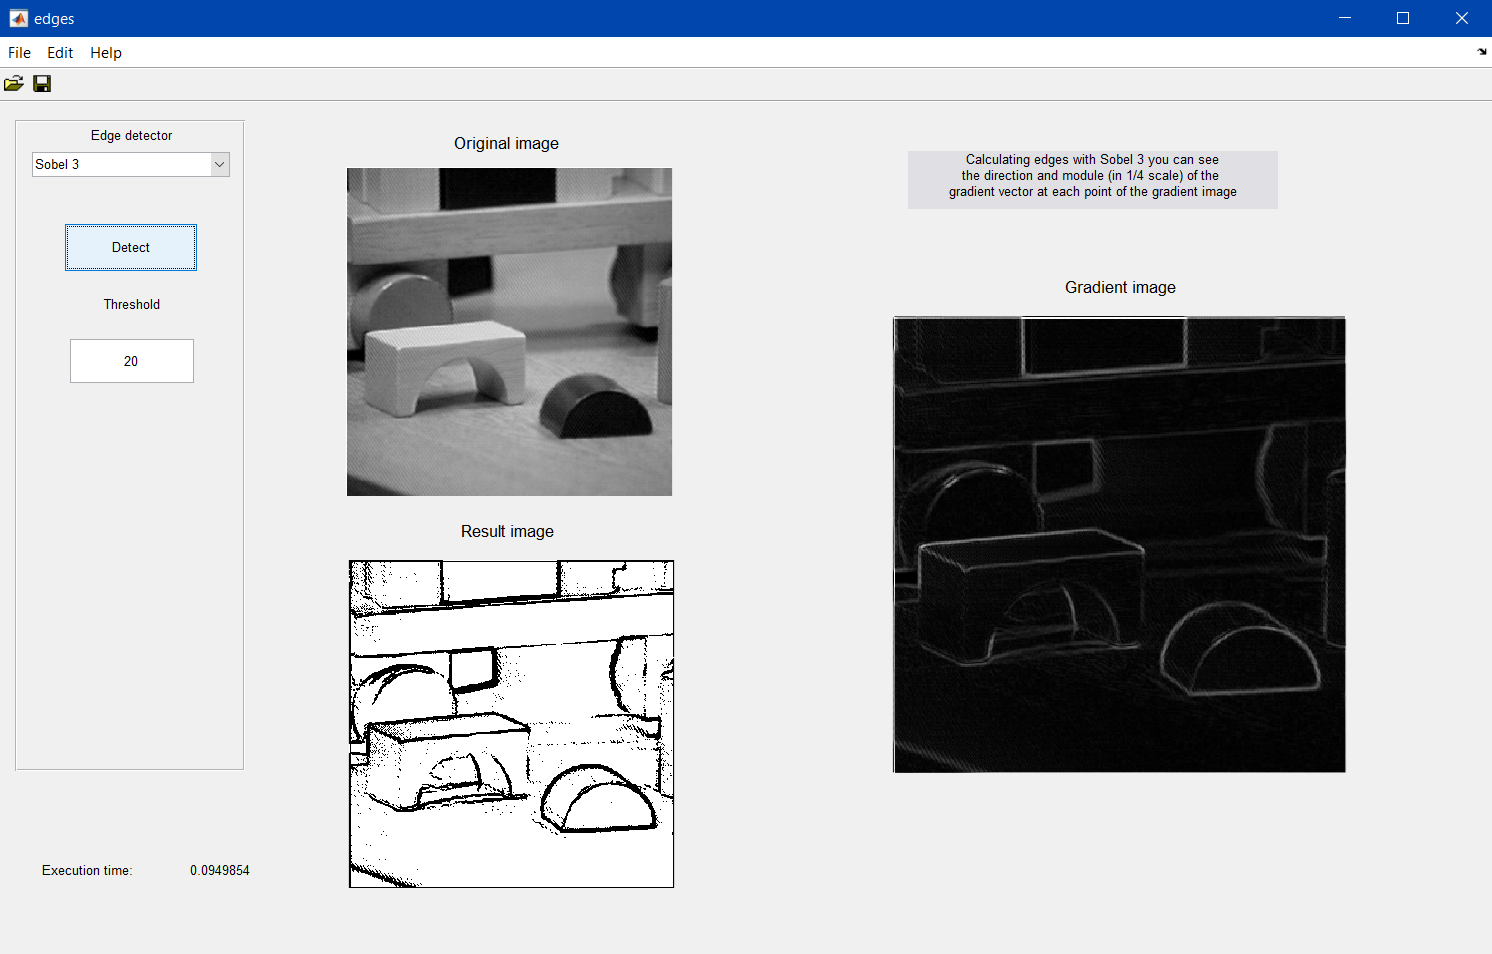 edges
File Edit Help
Edge detector
Sobel 3
Detect
Threshold
20
Execution time: 0.0949854
Original image
Result image
Calculating edges with Sobel 3 you can see
the direction and module (in 1/4 scale) of the
gradient vector at each point of the gradient image
Gradient image